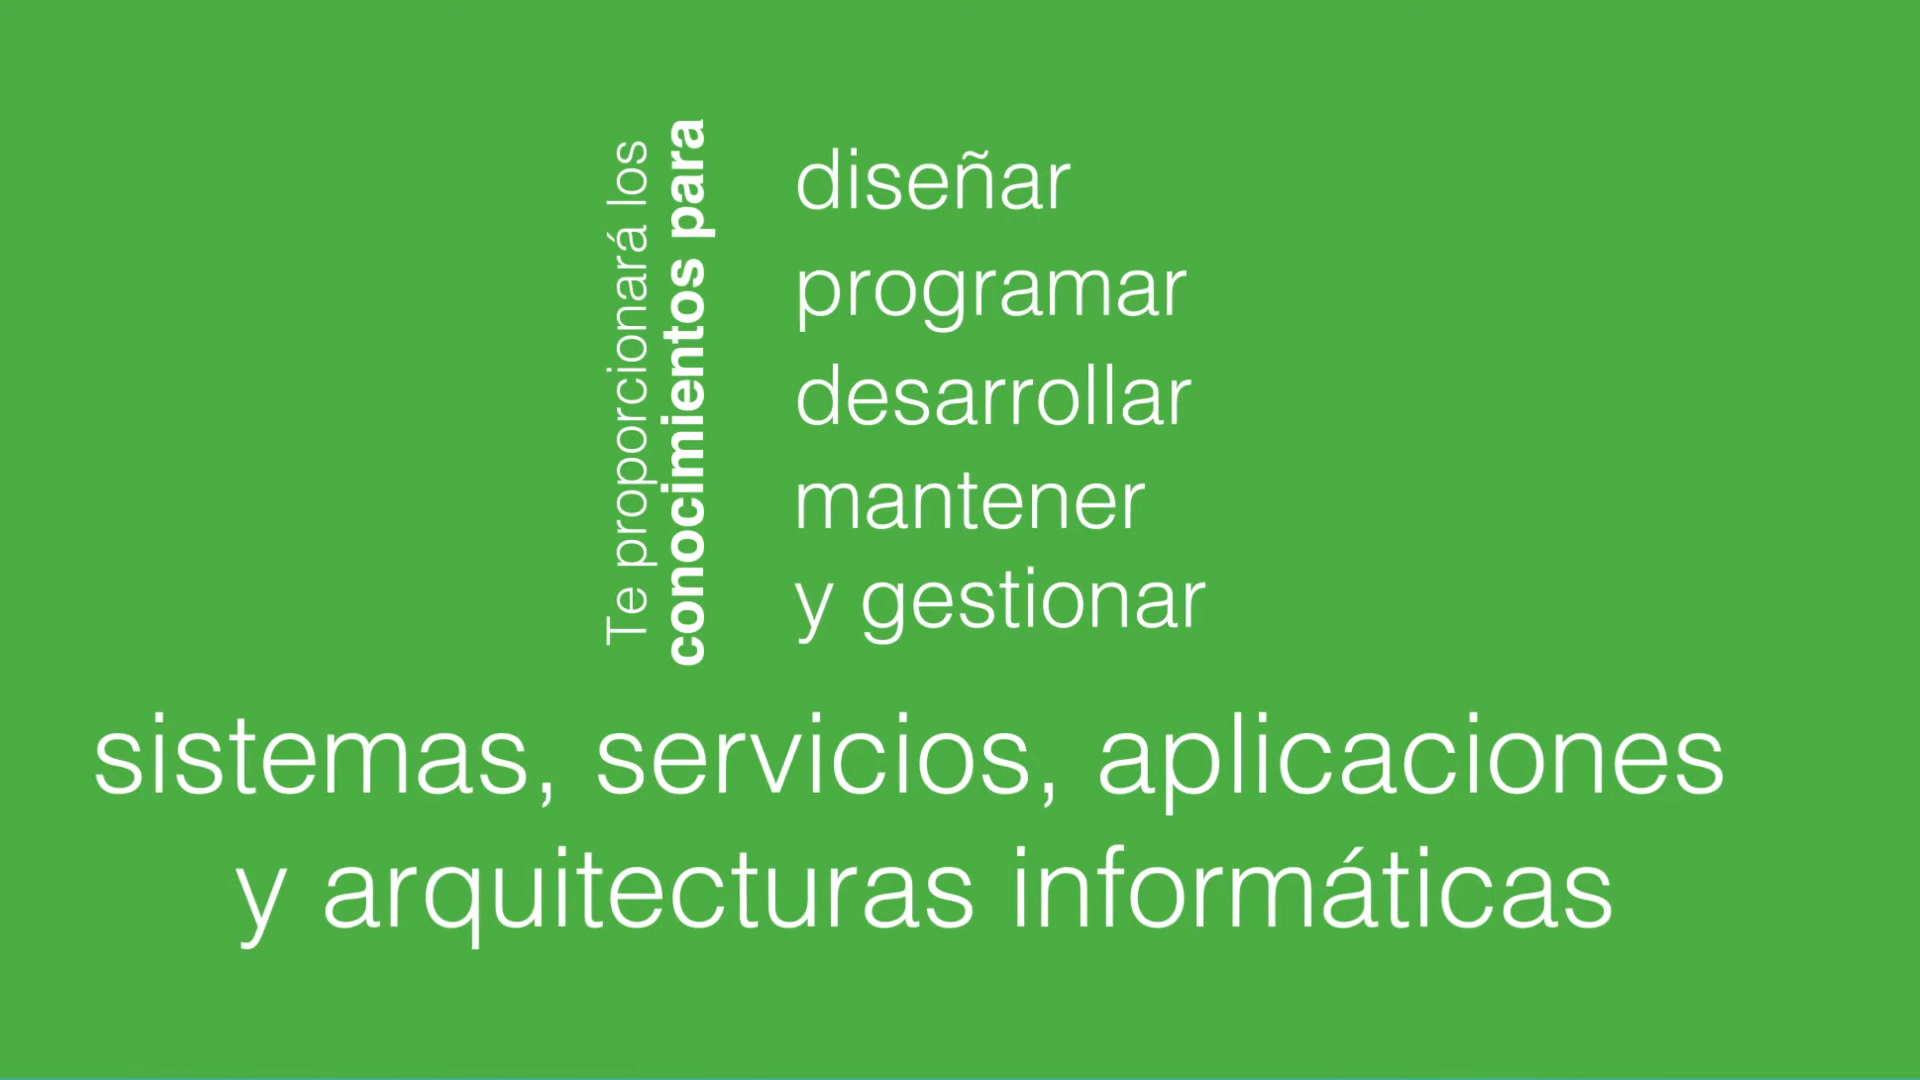 Te proporcionará los
conocimientos para
diseñar
programar
desarrollar
mantener
y gestionar
sistemas, servicios, aplicaciones
y arquitecturas informáticas